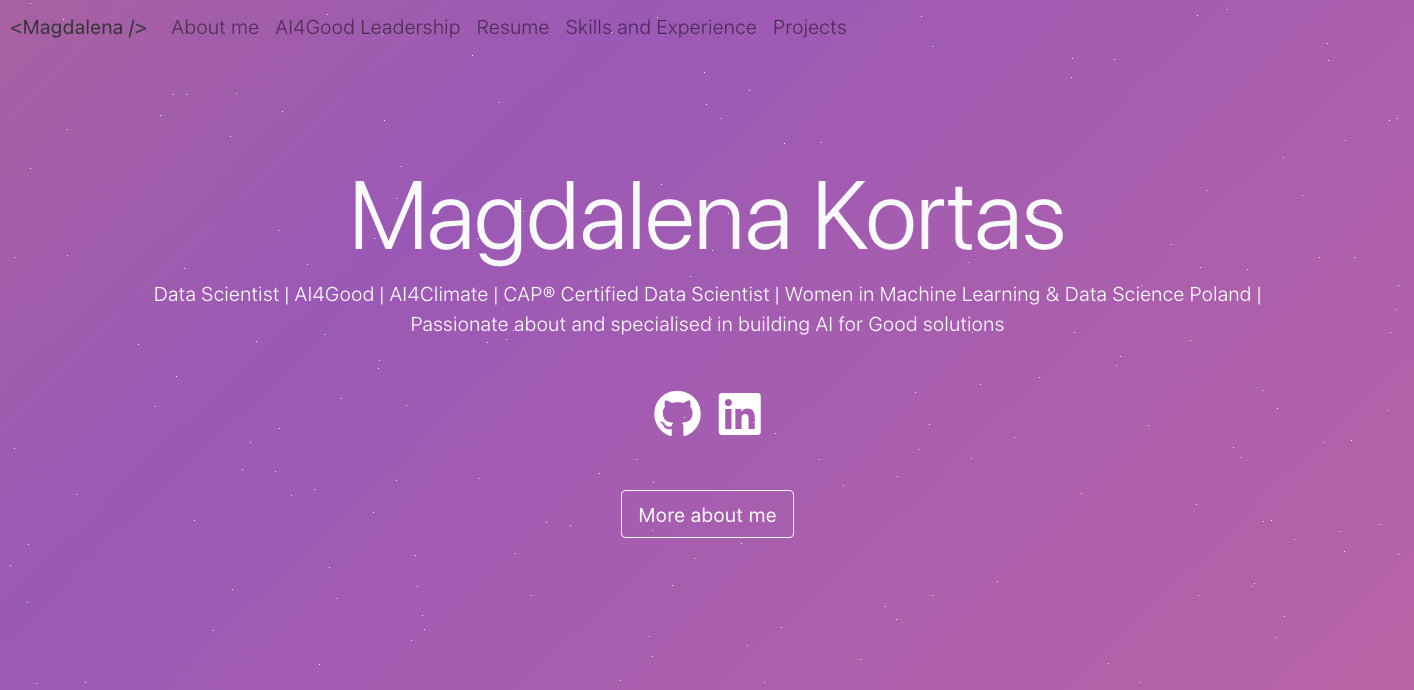 <Magdalena /> About me AI4Good Leadership Resume Skills and Experience Projects
Magdalena Kortas
Data Scientist | AI4Good | AI4Climate | CAP® Certified Data Scientist | Women in Machine Learning & Data Science Poland |
Passionate about and specialised in building AI for Good solutions
in
More about me